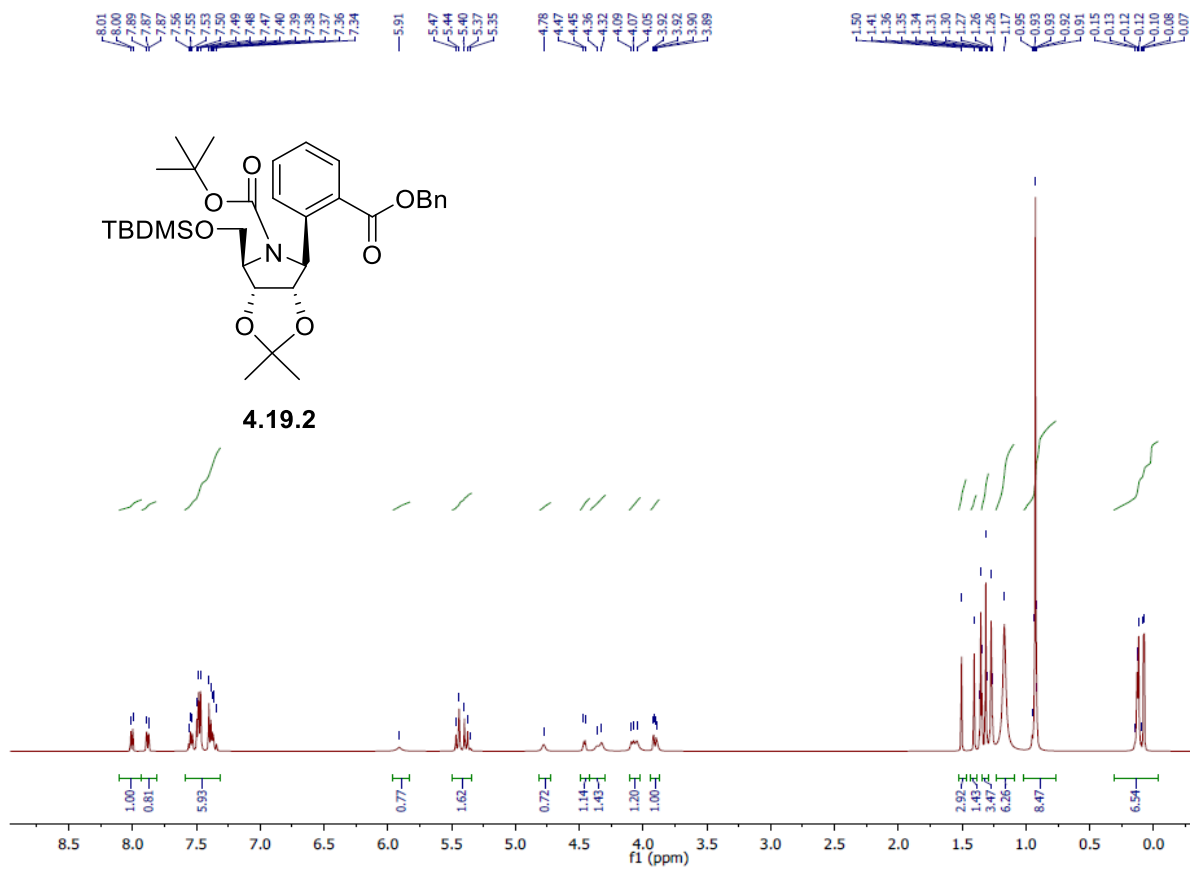 8.01 8.00 7.89 7.87 7.87 7.56 7.55 7.53 7.50 7.49 7.48 7.47 7.40 7.39 7.38 7.37 7.36 7.34 5.91 5.47 5.44 5.40 5.37 5.35 4.78 4.47 4.45 4.36 4.32 4.09 4.07 4.05 3.92 3.92 3.90 3.89 1.50 1.41 1.36 1.35 1.34 1.31 1.30 1.27 1.26 1.26 1.17 0.95 0.93 0.93 0.92 0.91 0.15 0.13 0.12 0.12 0.10 0.08 0.07
O
O
N
TBDMSO
OBn
O
O
O
4.19.2
1.00 0.81 5.93 0.77 1.62 0.72 1.14 1.43 1.20 1.00 2.92 1.43 3.47 6.26 8.47 6.54
8.5 8.0 7.5 7.0 6.5 6.0 5.5 5.0 4.5 4.0 3.5 3.0 2.5 2.0 1.5 1.0 0.5 0.0
f1 (ppm)